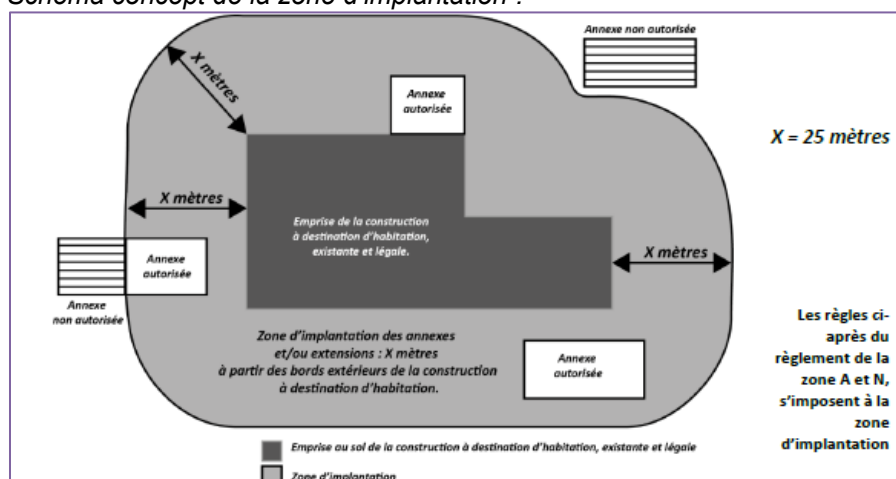 Schéma concept de la zone d'implantation :
Annexe non autorisée
X mètres
Annexe
autorisée
X = 25 mètres
X mètres
Emprise de la construction
à destination d'habitation,
existante et légale.
X mètres
Annexe
autorisée
Annexe
non autorisée
Zone d'implantation des annexes
et/ou extensions : X mètres
à partir des bords extérieurs de la construction
à destination d'habitation.
Annexe
autorisée
Les règles ci-
après du
règlement de la
zone A et N,
s'imposent à la
zone
d'implantation
Emprise au sol de la construction à destination d'habitation, existante et légale
Zone d'implantation